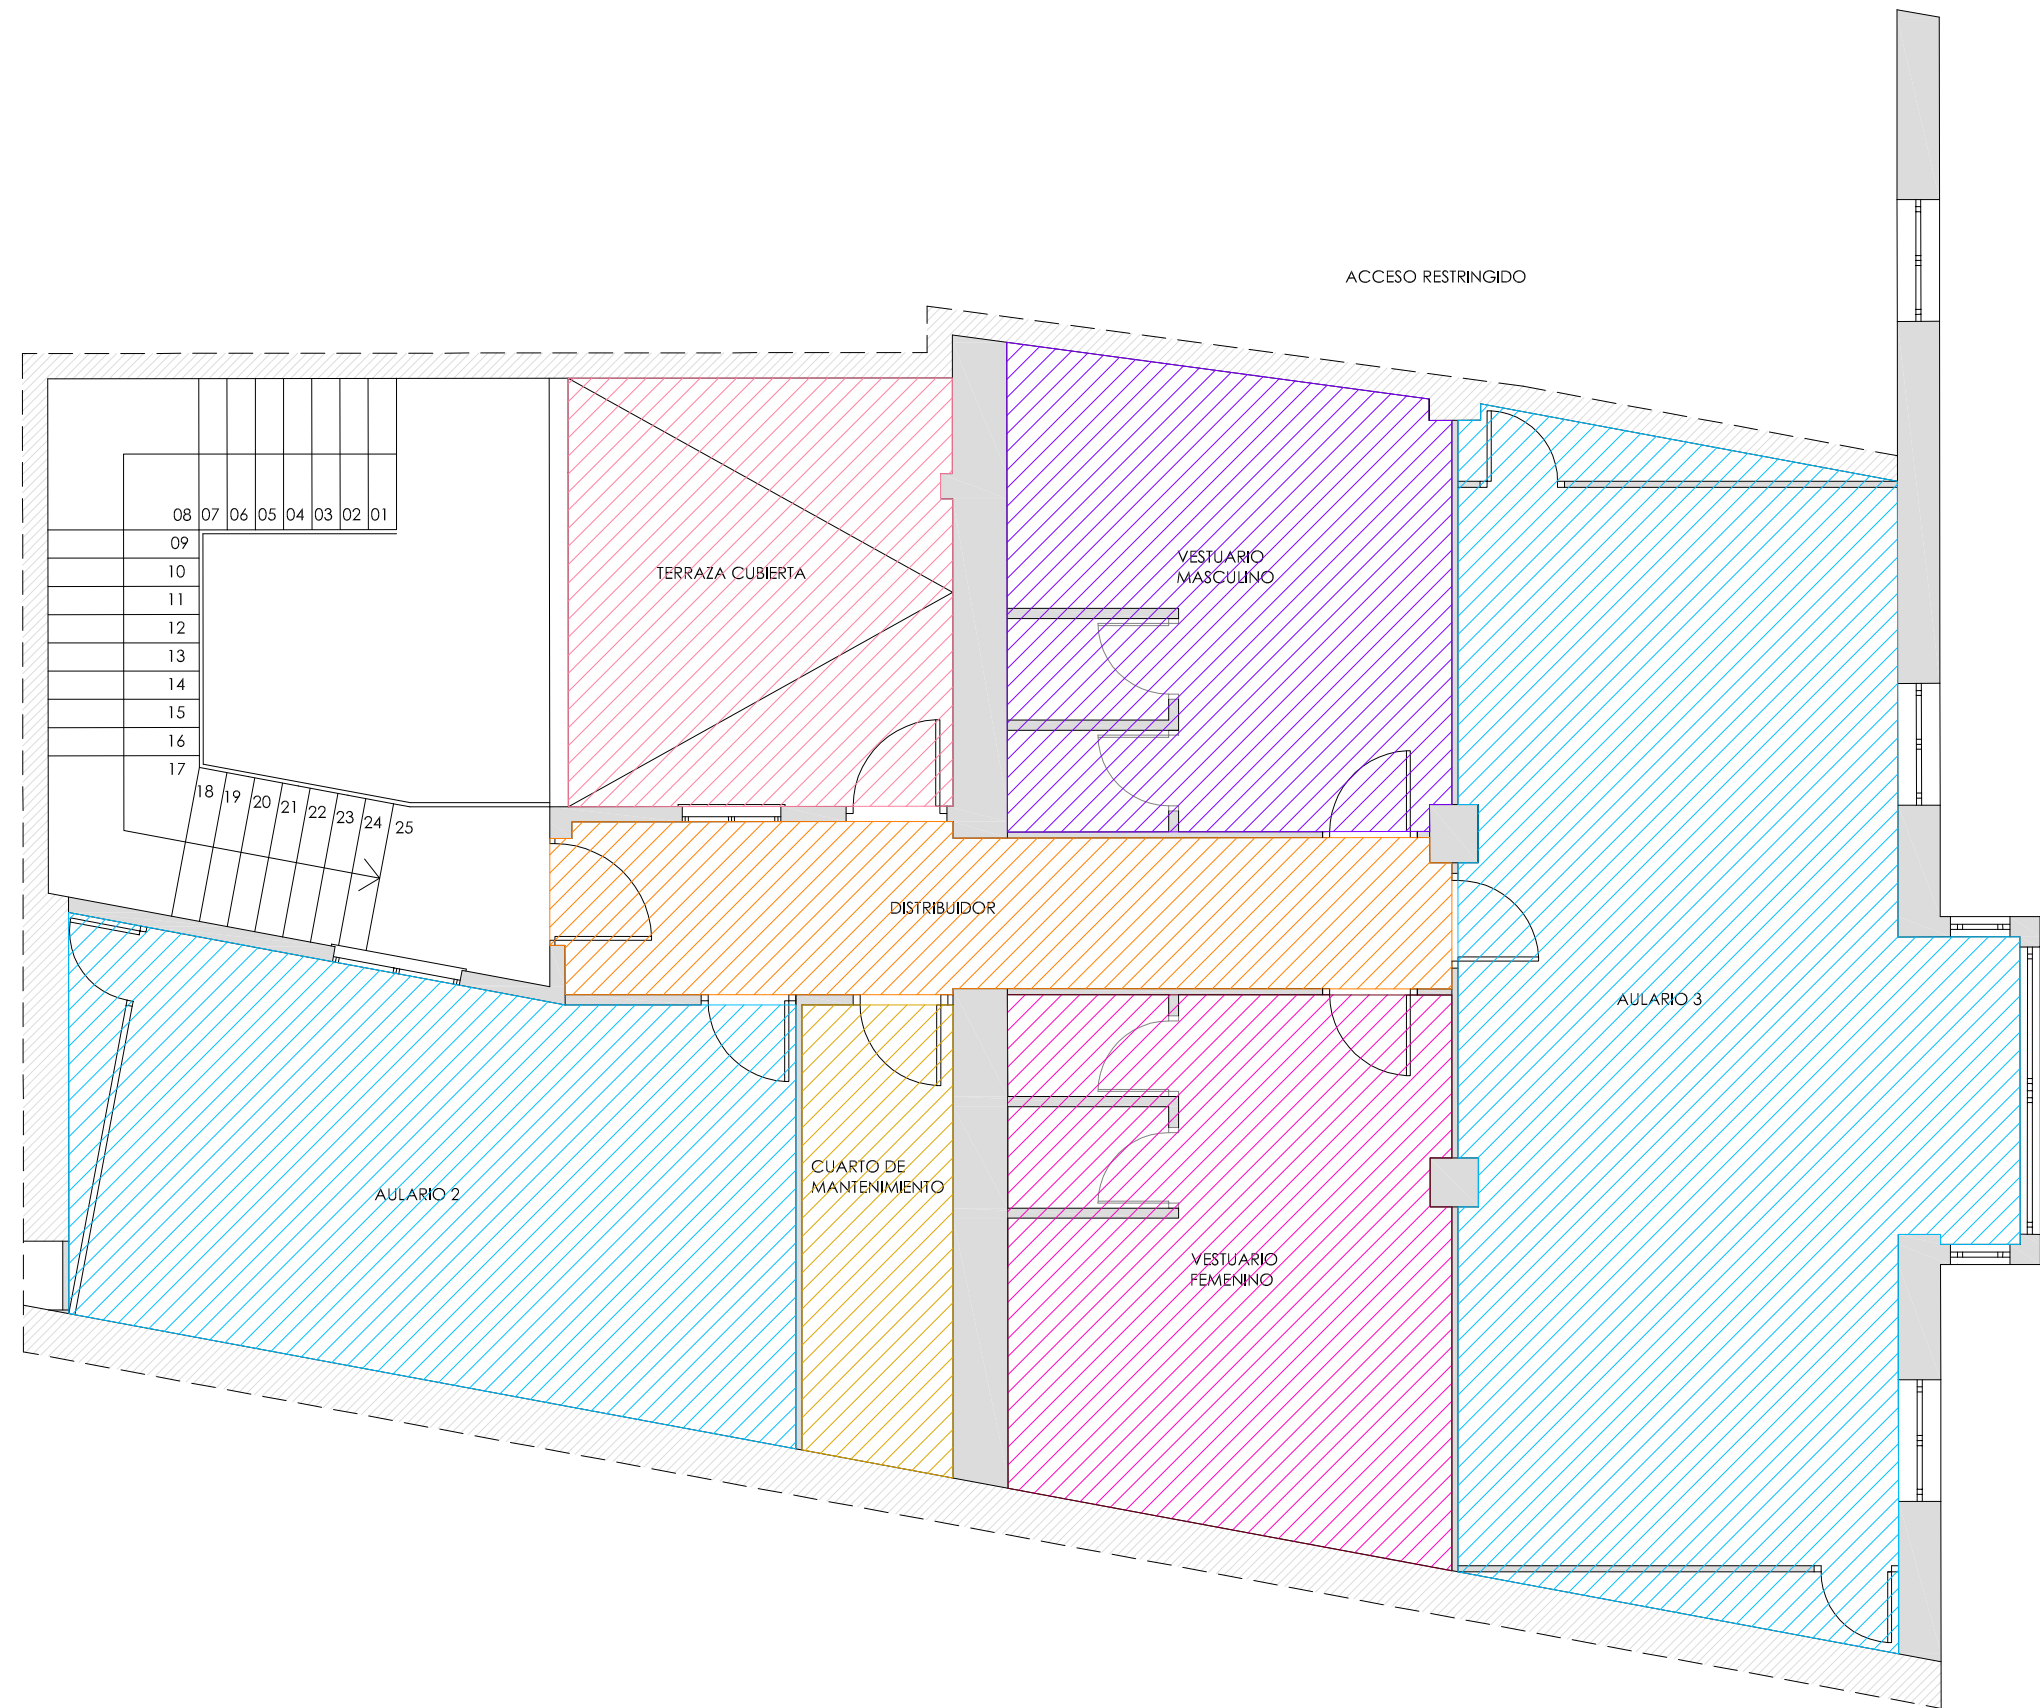 ACCESO RESTRINGIDO
08 07 06 05 04 03 02 01
09
10
11
12
13
14
15
16
17
18 19 20 21 22 23 24 25
TERRAZA CUBIERTA
VESTUARIO
MASCULINO
DISTRIBUIDOR
AULARIO 3
AULARIO 2
CUARTO DE
MANTENIMIENTO
VESTUARIO
FEMENINO